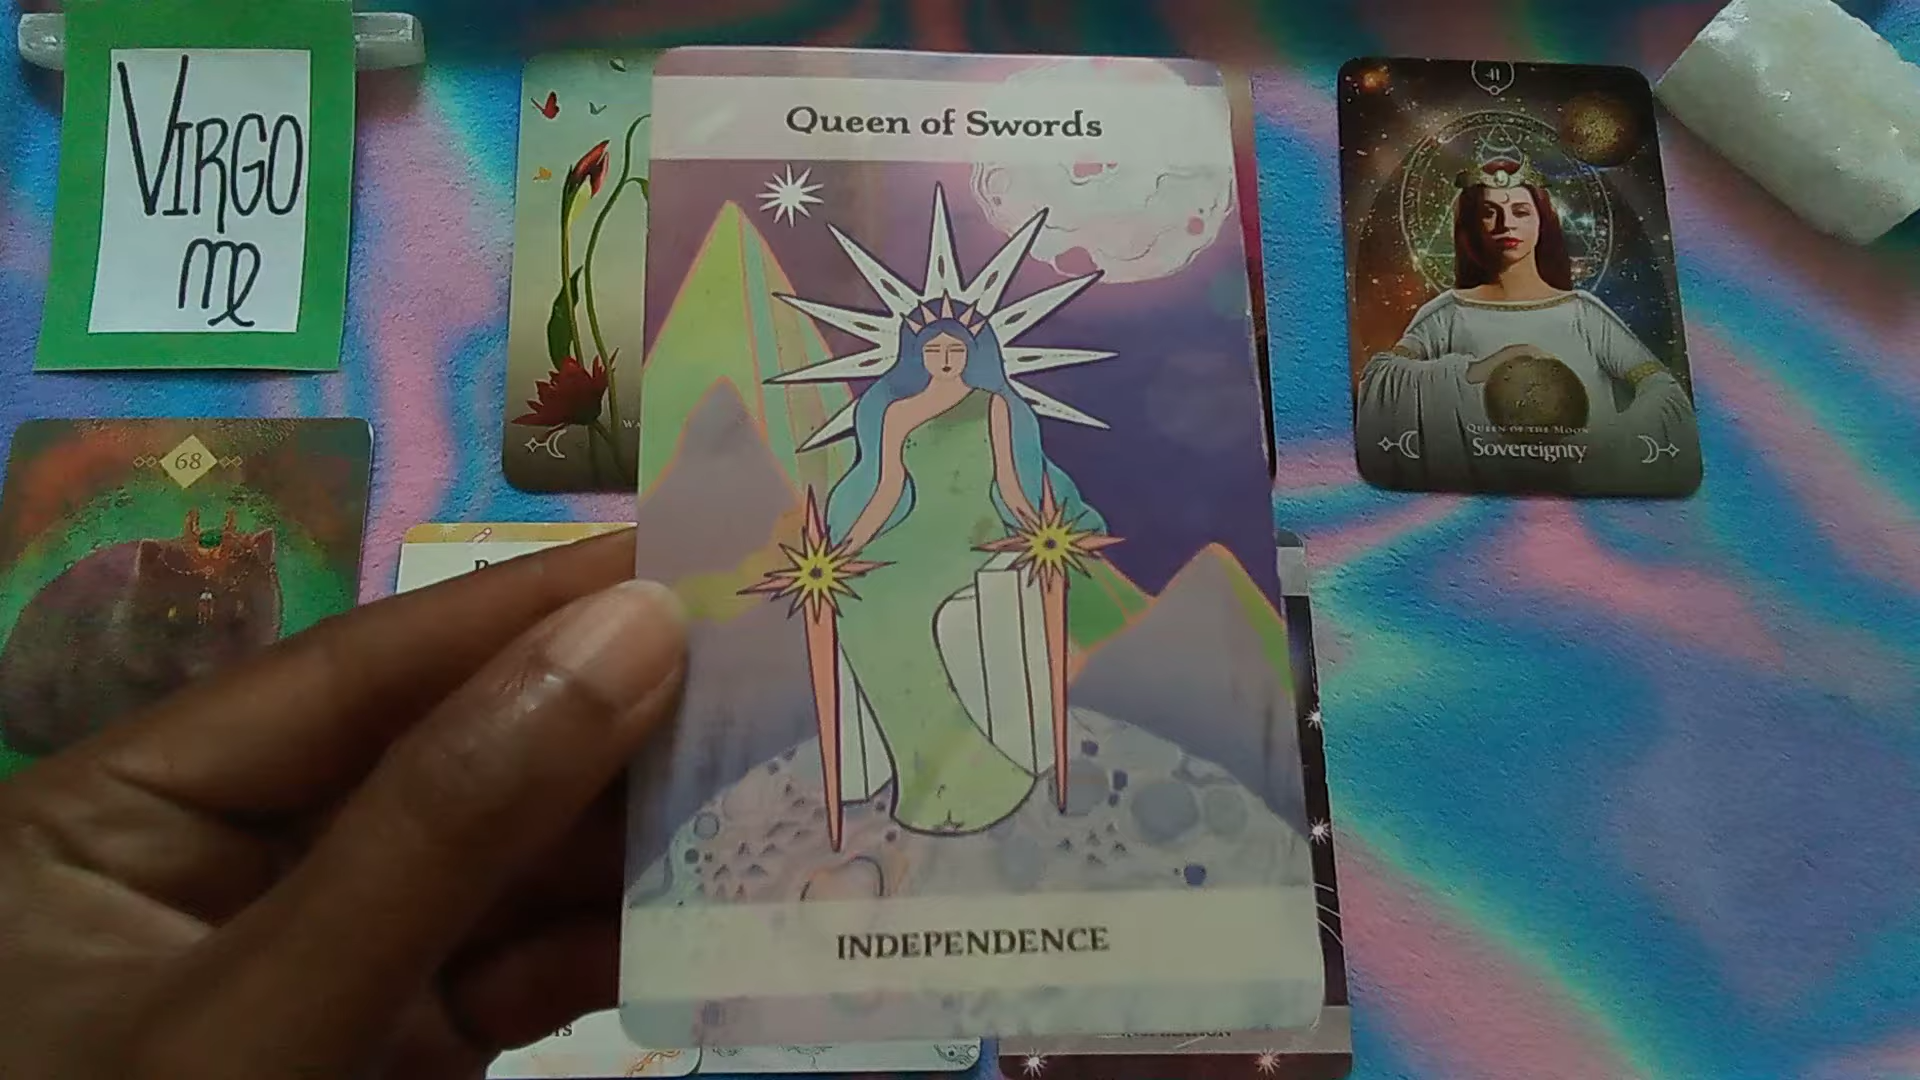 VIRGO
♍
Queen of Swords
INDEPENDENCE
41
QUEEN OF THE MOON
Sovereignty
68